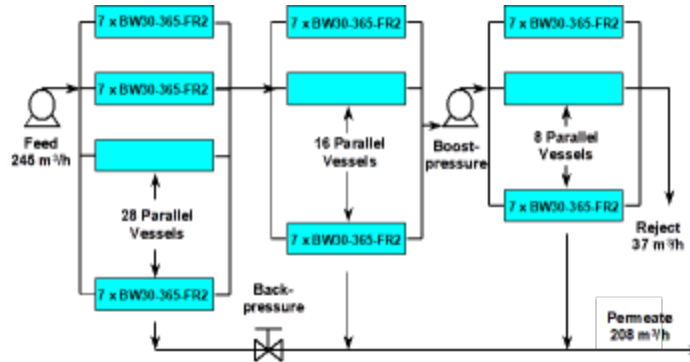 7 x BW30-365-FR2
7 x BW30-365-FR2
28 Parallel
Vessels
7 x BW30-365-FR2
Feed
245 m³/h
7 x BW30-365-FR2
16 Parallel
Vessels
7 x BW30-365-FR2
Back-
pressure
Boost-
pressure
7 x BW30-365-FR2
8 Parallel
Vessels
7 x BW30-365-FR2
Reject
37 m³/h
Permeate
208 m³/h